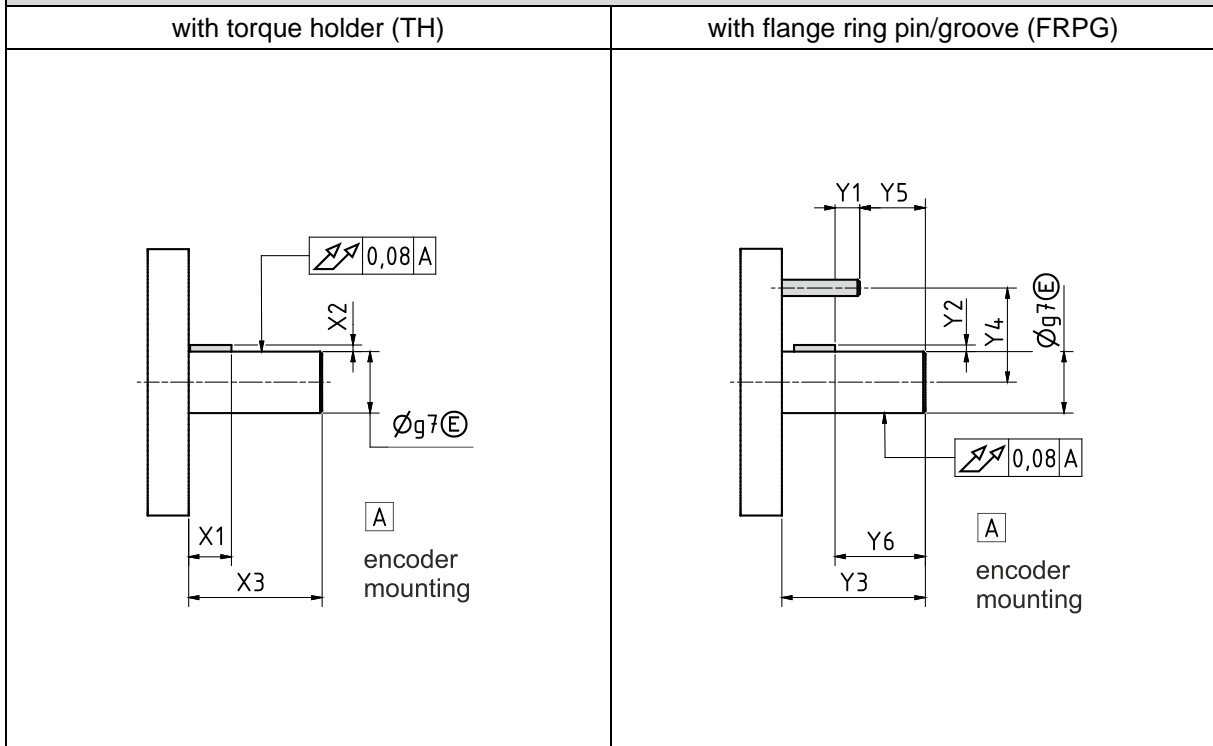 with torque holder (TH)
with flange ring pin/groove (FRPG)
0,08 A
X2
Øg7Ⓔ
X1
X3
A
encoder
mounting
Y1 Y5
Y2
Y4
Øg7Ⓔ
0,08 A
Y6
Y3
A
encoder
mounting